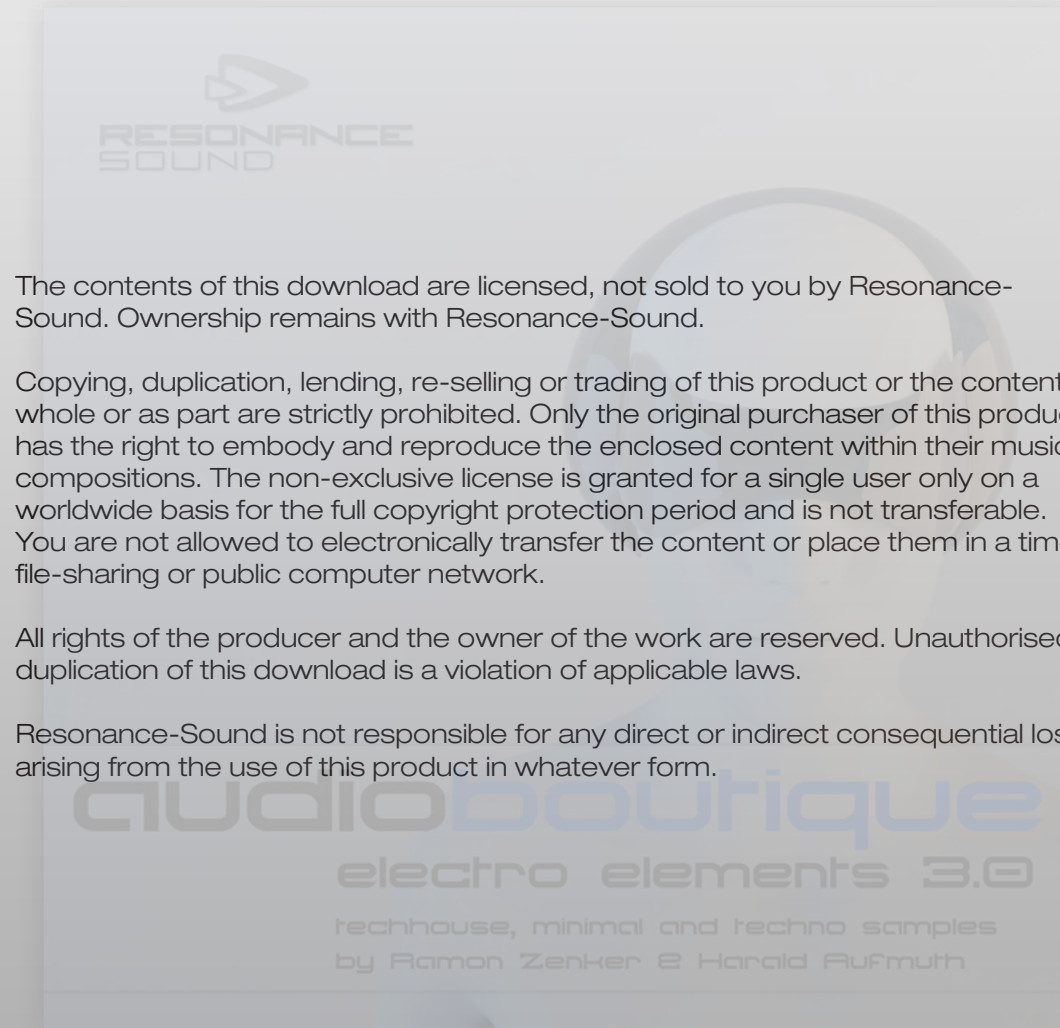 RESONANCE
SOUND
The contents of this download are licensed, not sold to you by Resonance-
Sound. Ownership remains with Resonance-Sound.
Copying, duplication, lending, re-selling or trading of this product or the content
whole or as part are strictly prohibited. Only the original purchaser of this produc
has the right to embody and reproduce the enclosed content within their music
compositions. The non-exclusive license is granted for a single user only on a
worldwide basis for the full copyright protection period and is not transferable.
You are not allowed to electronically transfer the content or place them in a tim
file-sharing or public computer network.
All rights of the producer and the owner of the work are reserved. Unauthorised
duplication of this download is a violation of applicable laws.
Resonance-Sound is not responsible for any direct or indirect consequential los
arising from the use of this product in whatever form.
audioboutique
electro elements 3.0
techhouse, minimal and techno samples
by Ramon Zenker & Harald Aufmuth